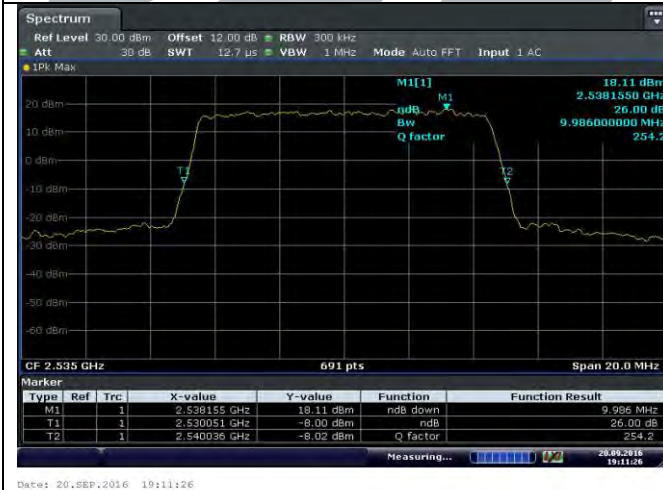 Spectrum
Ref Level 30.00 dBm Offset 12.00 dB RBW 300 kHz
Att 30 dB SWT 12.7 µs VBW 1 MHz Mode Auto FFT Input 1 AC
1Pk Max
M1[1] 18.11 dBm
2.5381550 GHz
M1
20 dBm
ndB 26.00 dB
Bw 9.986000000 MHz
10 dBm
Q factor 254.2
0 dBm
T1 T2
-10 dBm
-20 dBm
-30 dBm
-40 dBm
-50 dBm
-60 dBm
CF 2.535 GHz 691 pts Span 20.0 MHz
Marker
Type Ref Trc X-value Y-value Function Function Result
M1 1 2.538155 GHz 18.11 dBm ndB down 9.986 MHz
T1 1 2.530051 GHz -8.00 dBm ndB 26.00 dB
T2 1 2.540036 GHz -8.02 dBm Q factor 254.2
Measuring... 20.09.2016
19:11:26
Date: 20.SEP.2016 19:11:26